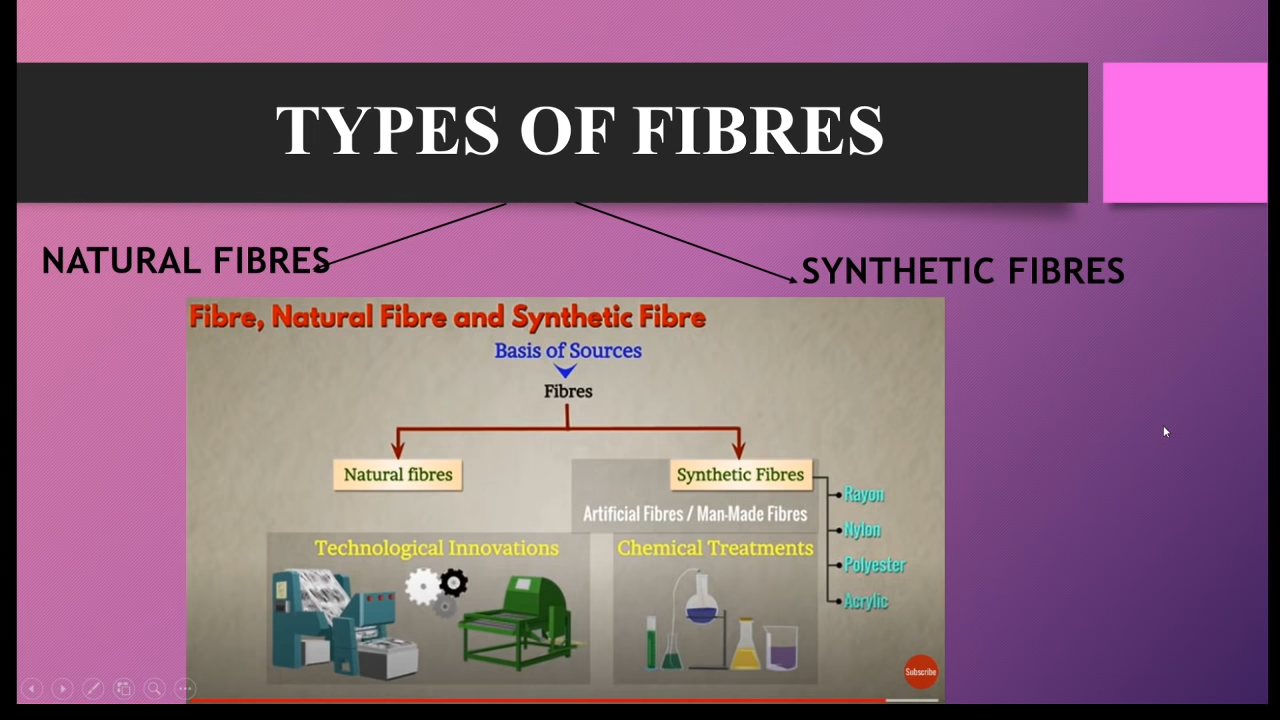 TYPES OF FIBRES
NATURAL FIBRES
SYNTHETIC FIBRES
Fibre, Natural Fibre and Synthetic Fibre
Basis of Sources
Fibres
Natural fibres
Synthetic Fibres
Rayon
Artificial Fibres / Man-Made Fibres
Nylon
Technological Innovations
Chemical Treatments
Polyester
Acrylic
Subscribe